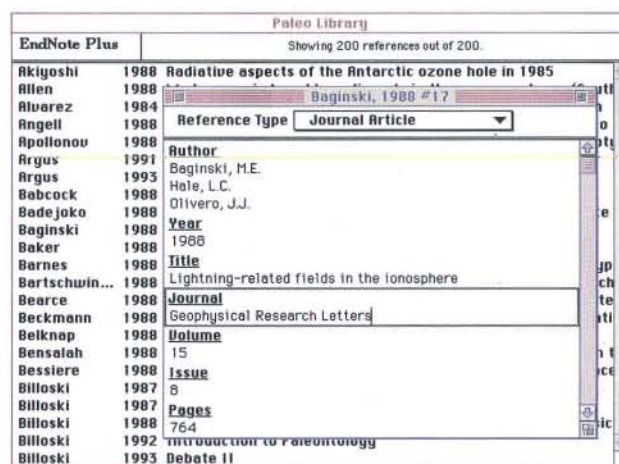 Paleo Library
EndNote Plus Showing 200 references out of 200.
Akiyoshi 1988 Radiative aspects of the Antarctic ozone hole in 1985
Allen 1988
Alvarez 1984
Angell 1988
Apollonov 1988
Argus 1991
Argus 1993
Babcock 1988
Badejoko 1988
Baginski 1988
Baker 1988
Barnes 1988
Bartschwin... 1988
Bearce 1988
Beckmann 1988
Belknap 1988
Bensalah 1988
Bessiere 1988
Billoski 1987
Billoski 1987
Billoski 1988
Billoski 1992 Introduction to Paleontology
Billoski 1993 Debate II
Baginski, 1988 #17
Reference Type Journal Article
Author
Baginski, M.E.
Hale, L.C.
Olivero, J.J.
Year
1988
Title
Lightning-related fields in the ionosphere
Journal
Geophysical Research Letters
Volume
15
Issue
8
Pages
764